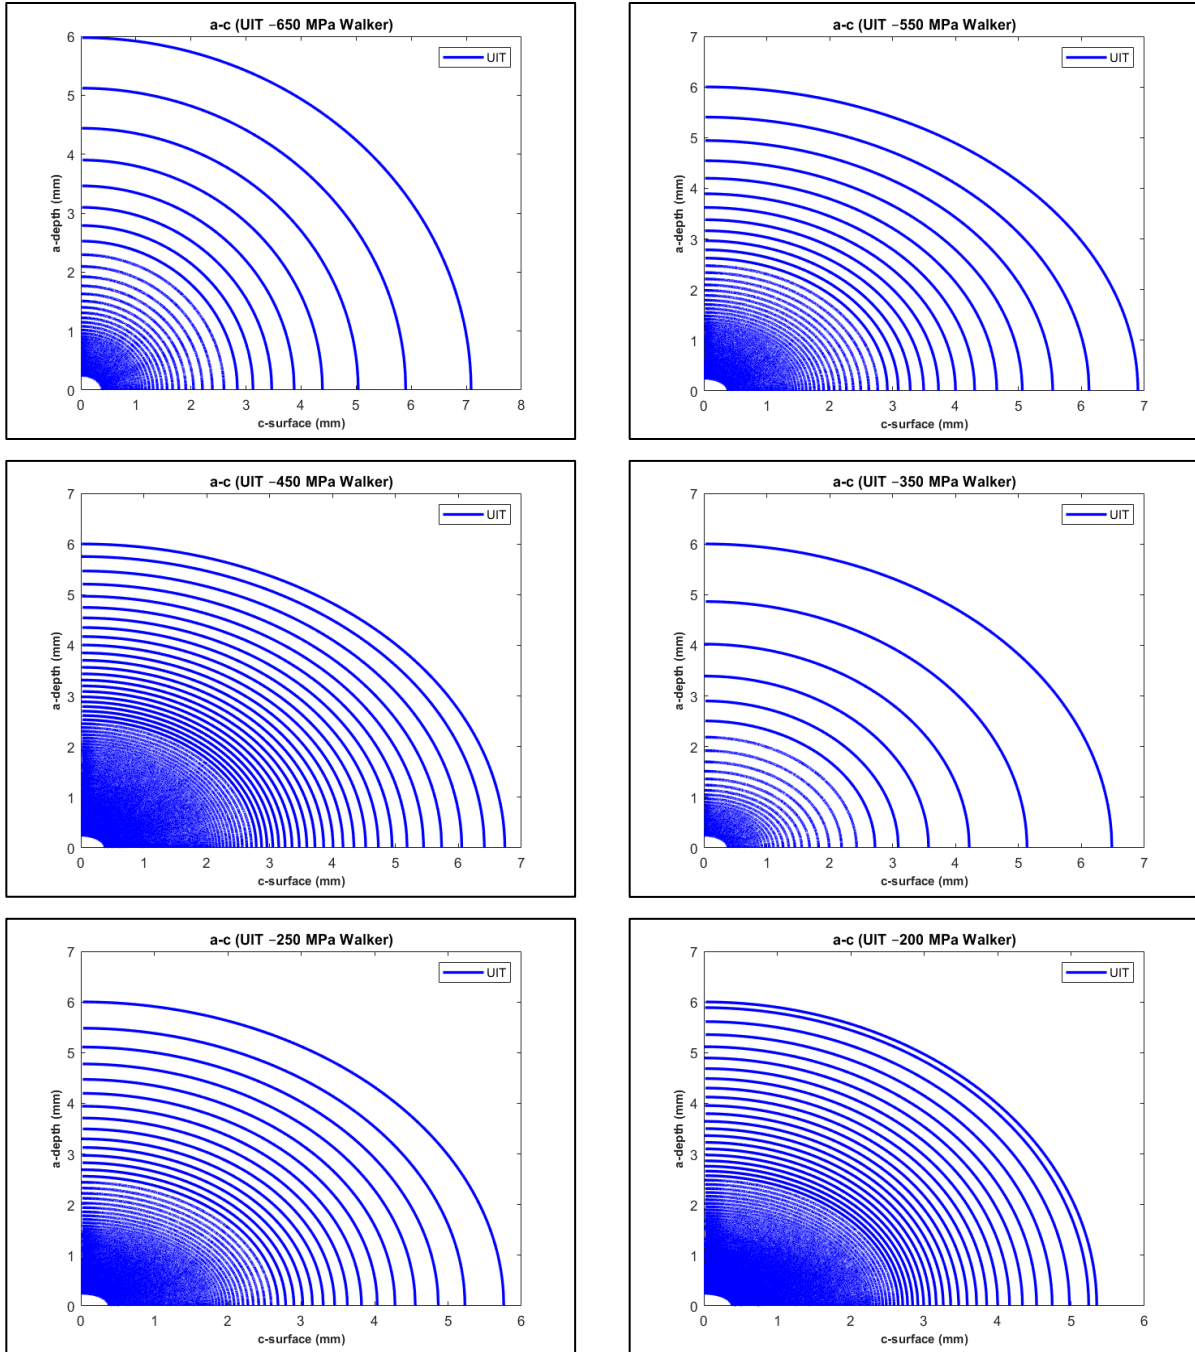 a-c (UIT −650 MPa Walker)
UIT
a-depth (mm)
6
5
4
3
2
1
0
0 1 2 3 4 5 6 7 8
c-surface (mm)
a-c (UIT −550 MPa Walker)
UIT
a-depth (mm)
7
6
5
4
3
2
1
0
0 1 2 3 4 5 6 7
c-surface (mm)
a-c (UIT −450 MPa Walker)
UIT
a-depth (mm)
7
6
5
4
3
2
1
0
0 1 2 3 4 5 6 7
c-surface (mm)
a-c (UIT −350 MPa Walker)
UIT
a-depth (mm)
7
6
5
4
3
2
1
0
0 1 2 3 4 5 6 7
c-surface (mm)
a-c (UIT −250 MPa Walker)
UIT
a-depth (mm)
7
6
5
4
3
2
1
0
0 1 2 3 4 5 6
c-surface (mm)
a-c (UIT −200 MPa Walker)
UIT
a-depth (mm)
7
6
5
4
3
2
1
0
0 1 2 3 4 5 6
c-surface (mm)